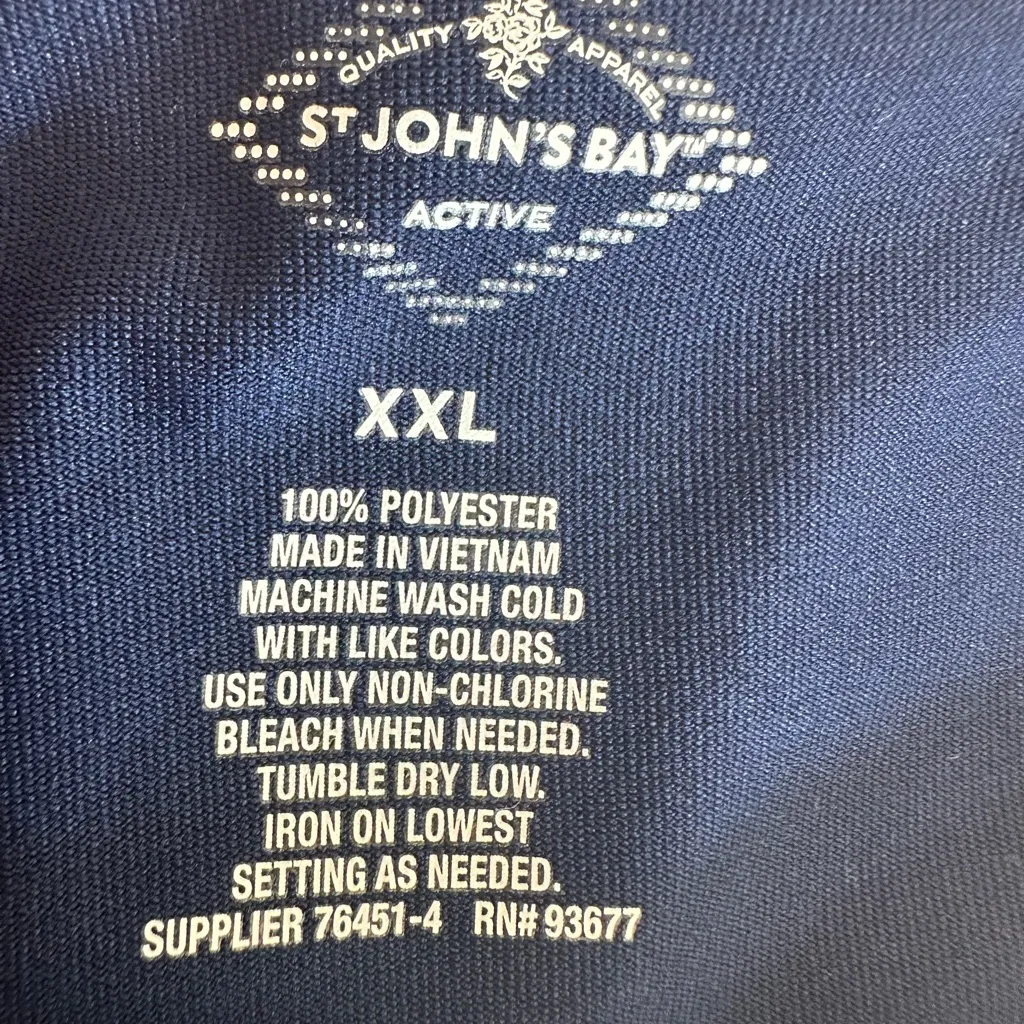 QUALITY APPAREL
ST JOHN'S BAY™
ACTIVE
XXL
100% POLYESTER
MADE IN VIETNAM
MACHINE WASH COLD
WITH LIKE COLORS.
USE ONLY NON-CHLORINE
BLEACH WHEN NEEDED.
TUMBLE DRY LOW.
IRON ON LOWEST
SETTING AS NEEDED.
SUPPLIER 76451-4 RN# 93677